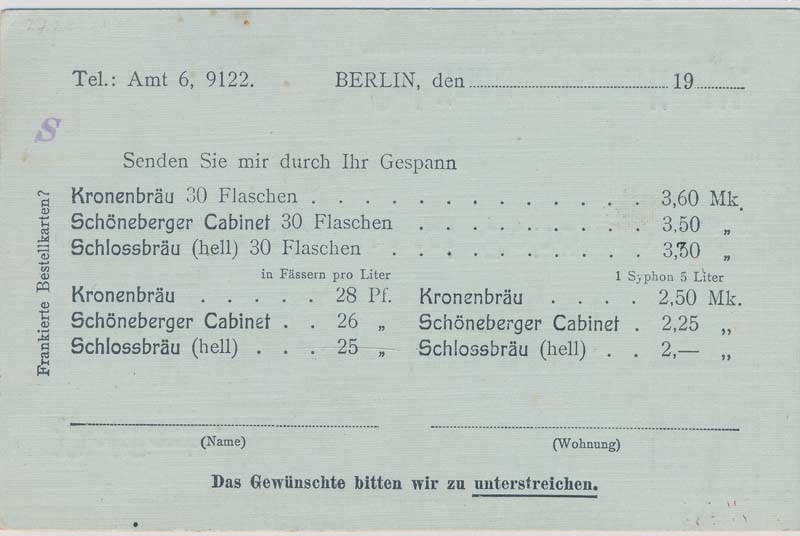 Tel.: Amt 6, 9122. BERLIN, den ........................ 19........
S
Senden Sie mir durch Ihr Gespann
Kronenbräu 30 Flaschen . . . . . . . . . . . . . 3,60 Mk.
Schöneberger Cabinet 30 Flaschen . . . . . . . . . 3,50 „
Schlossbräu (hell) 30 Flaschen . . . . . . . . . . 3,30 „
in Fässern pro Liter
Kronenbräu . . . . . 28 Pf.
Schöneberger Cabinet . . 26 „
Schlossbräu (hell) . . . 25 „
1 Syphon 5 Liter
Kronenbräu . . . . 2,50 Mk.
Schöneberger Cabinet . 2,25 „
Schlossbräu (hell) . . 2,— „
Frankierte Bestellkarten?
(Name)
(Wohnung)
Das Gewünschte bitten wir zu unterstreichen.